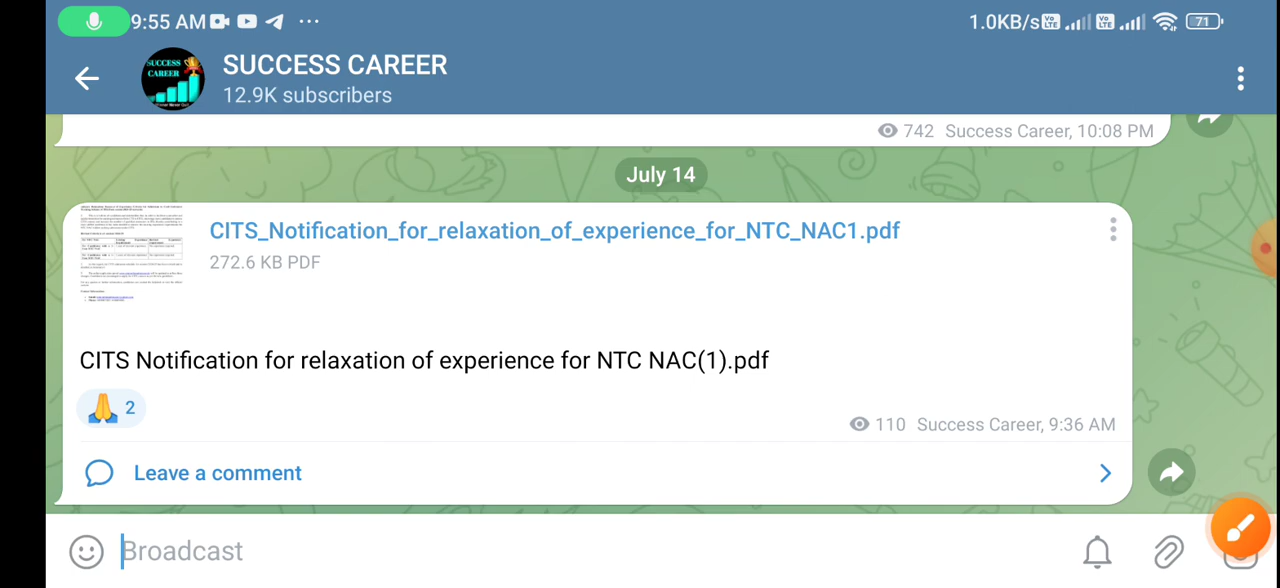 9:55 AM
1.0KB/s
71
SUCCESS CAREER
SUCCESS CAREER
12.9K subscribers
742 Success Career, 10:08 PM
July 14
CITS_Notification_for_relaxation_of_experience_for_NTC_NAC1.pdf
272.6 KB PDF
CITS Notification for relaxation of experience for NTC NAC(1).pdf
2
110 Success Career, 9:36 AM
Leave a comment
Broadcast